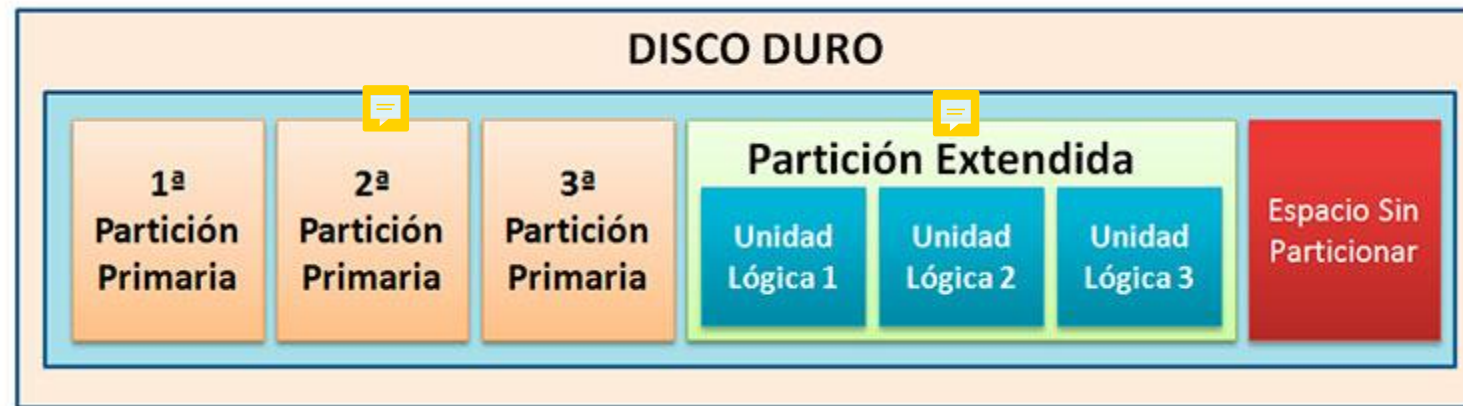 DISCO DURO
1ª
Partición
Primaria
2ª
Partición
Primaria
3ª
Partición
Primaria
Partición Extendida
Unidad
Lógica 1
Unidad
Lógica 2
Unidad
Lógica 3
Espacio Sin
Particionar